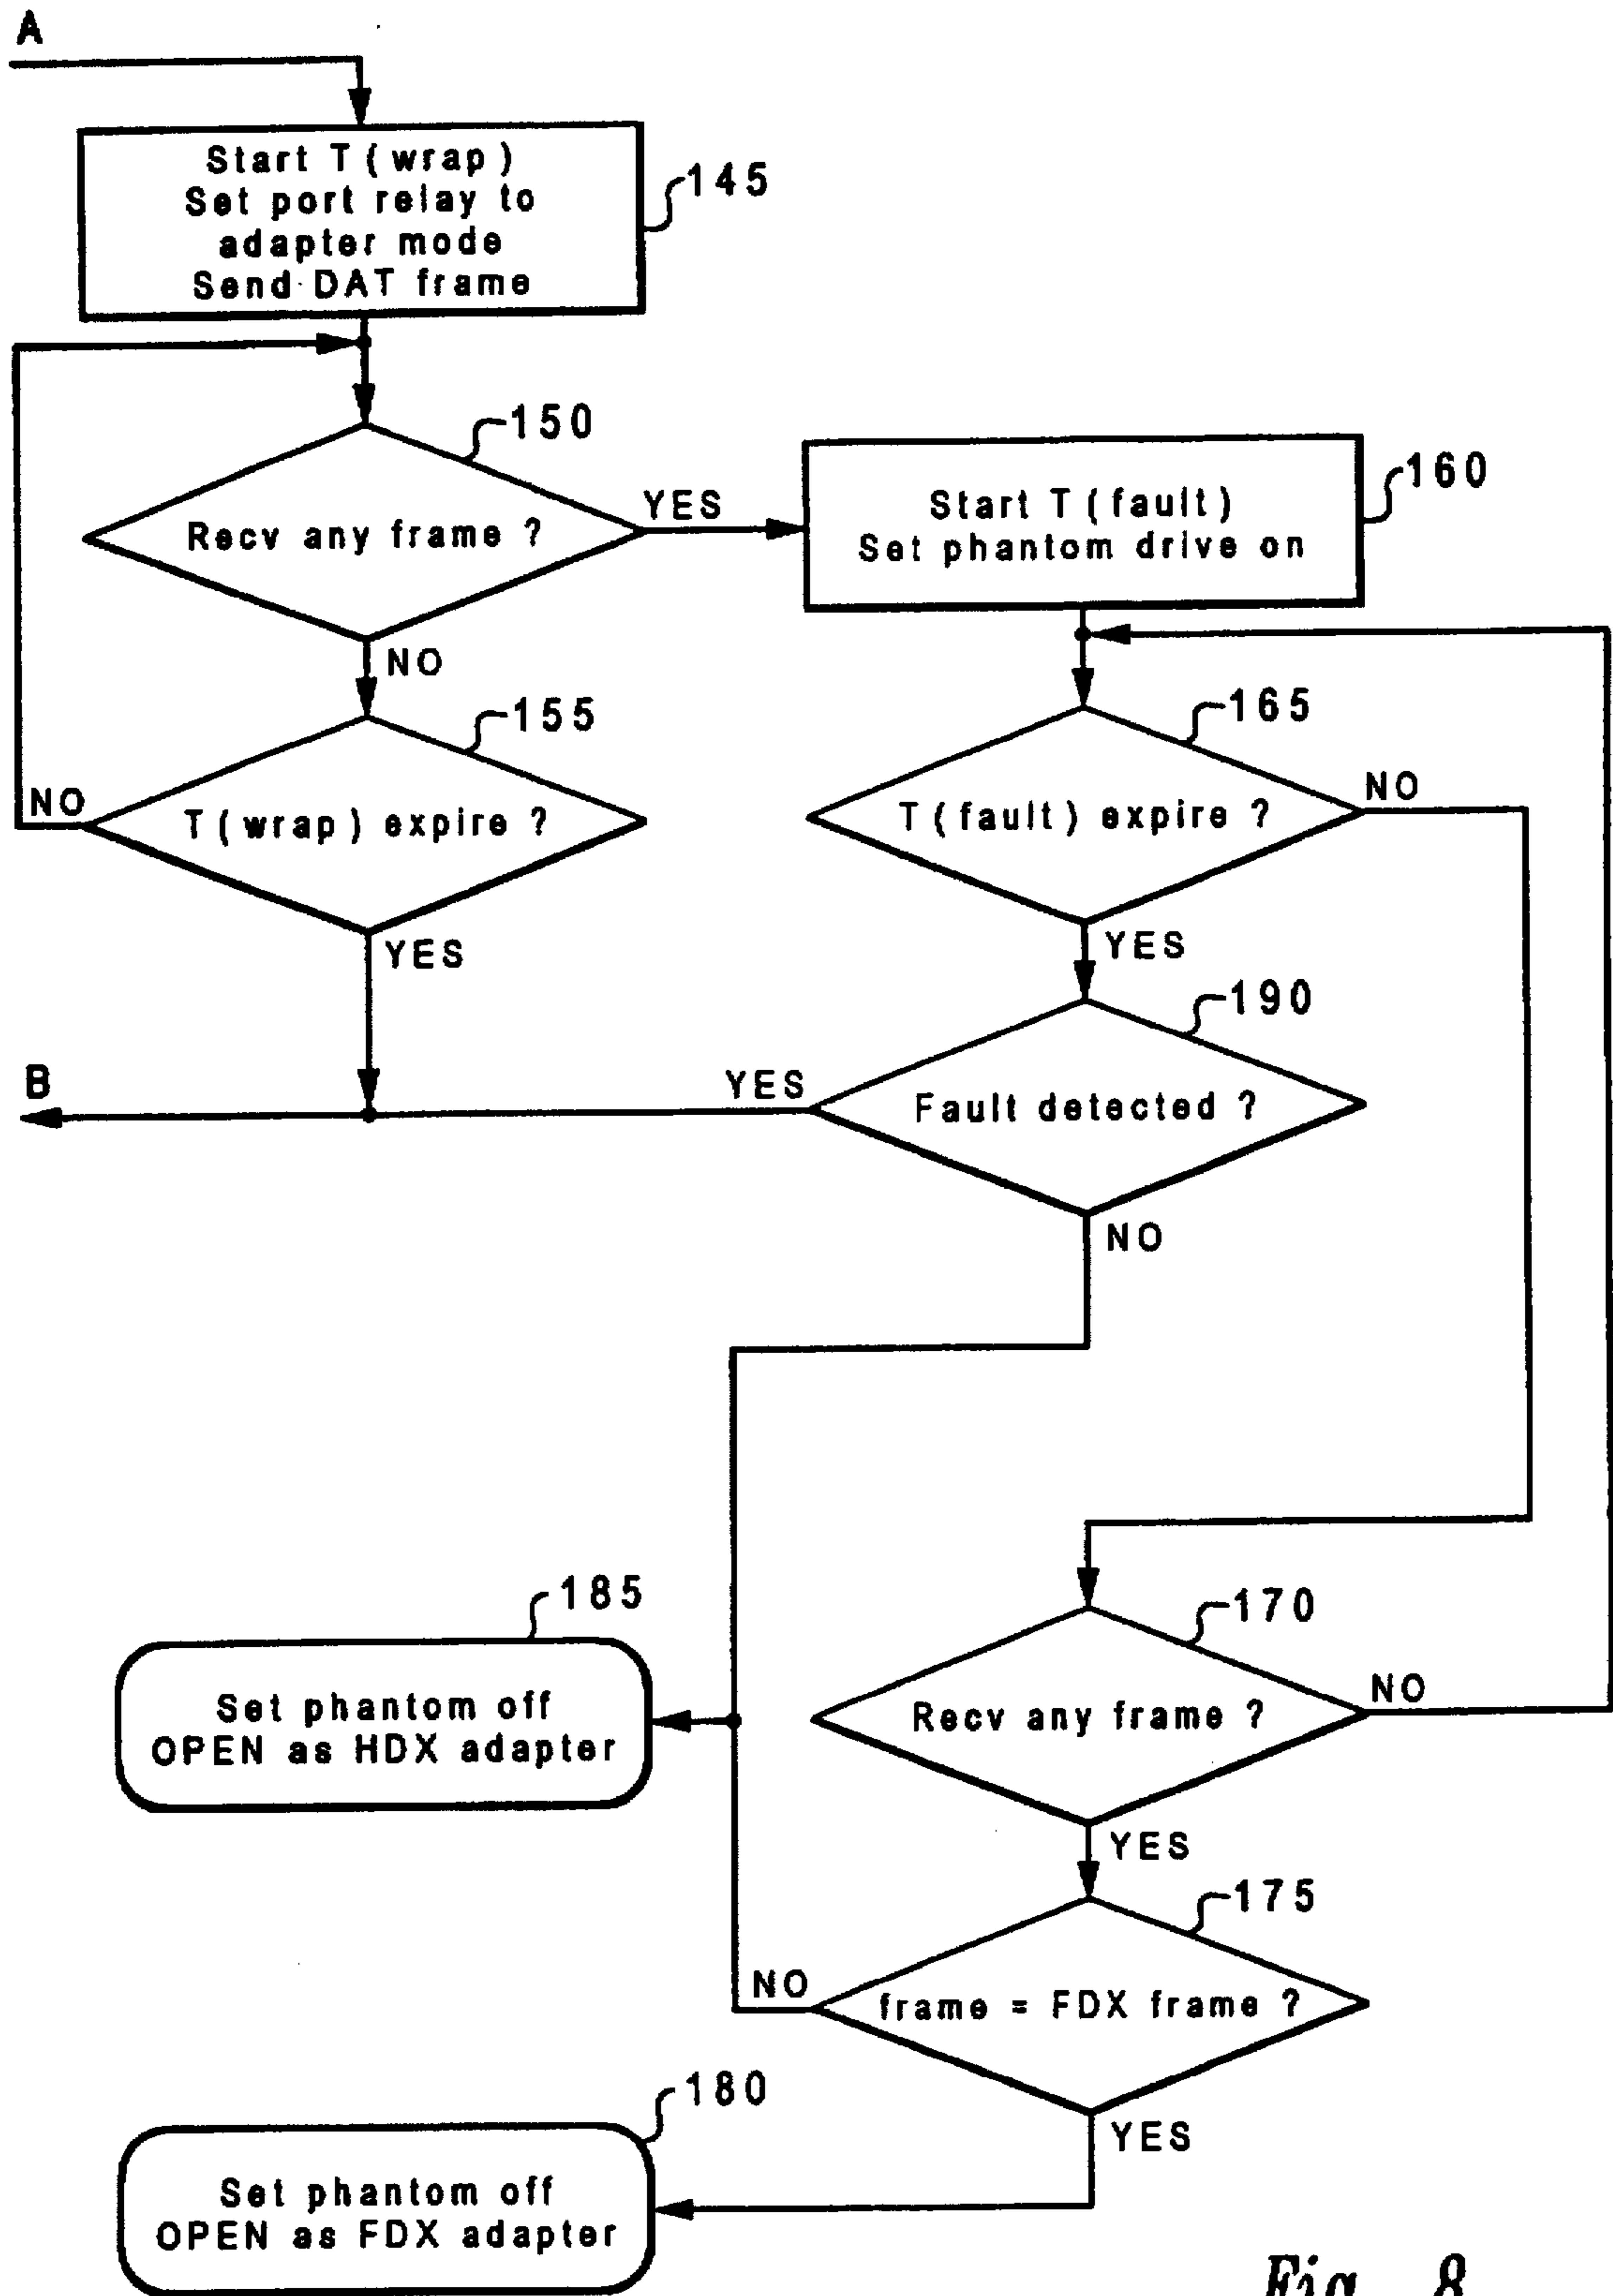 A
Start T (wrap)
Set port relay to
adapter mode
Send DAT frame
145
150
Recv any frame ?
YES
NO
160
Start T (fault)
Set phantom drive on
155
T (wrap) expire ?
NO
YES
165
T (fault) expire ?
NO
YES
190
Fault detected ?
YES
NO
B
185
Set phantom off
OPEN as HDX adapter
170
Recv any frame ?
NO
YES
175
frame = FDX frame ?
NO
YES
180
Set phantom off
OPEN as FDX adapter
Fig. 8